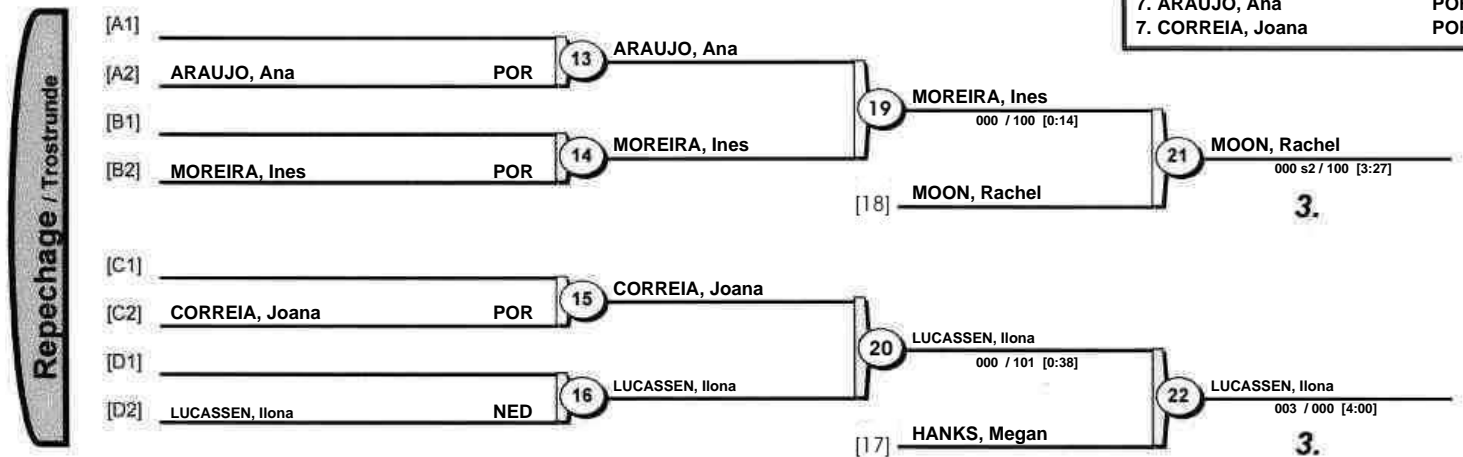 7. ARAUJO, Ana POR
7. CORREIA, Joana POR
Repechage / Trostrunde
[A1]
[A2] ARAUJO, Ana POR
13 ARAUJO, Ana
[B1]
[B2] MOREIRA, Ines POR
14 MOREIRA, Ines
19 MOREIRA, Ines
000 / 100 [0:14]
[18] MOON, Rachel
21 MOON, Rachel
000 s2 / 100 [3:27]
3.
[C1]
[C2] CORREIA, Joana POR
15 CORREIA, Joana
[D1]
[D2] LUCASSEN, Ilona NED
16 LUCASSEN, Ilona
20 LUCASSEN, Ilona
000 / 101 [0:38]
[17] HANKS, Megan
22 LUCASSEN, Ilona
003 / 000 [4:00]
3.